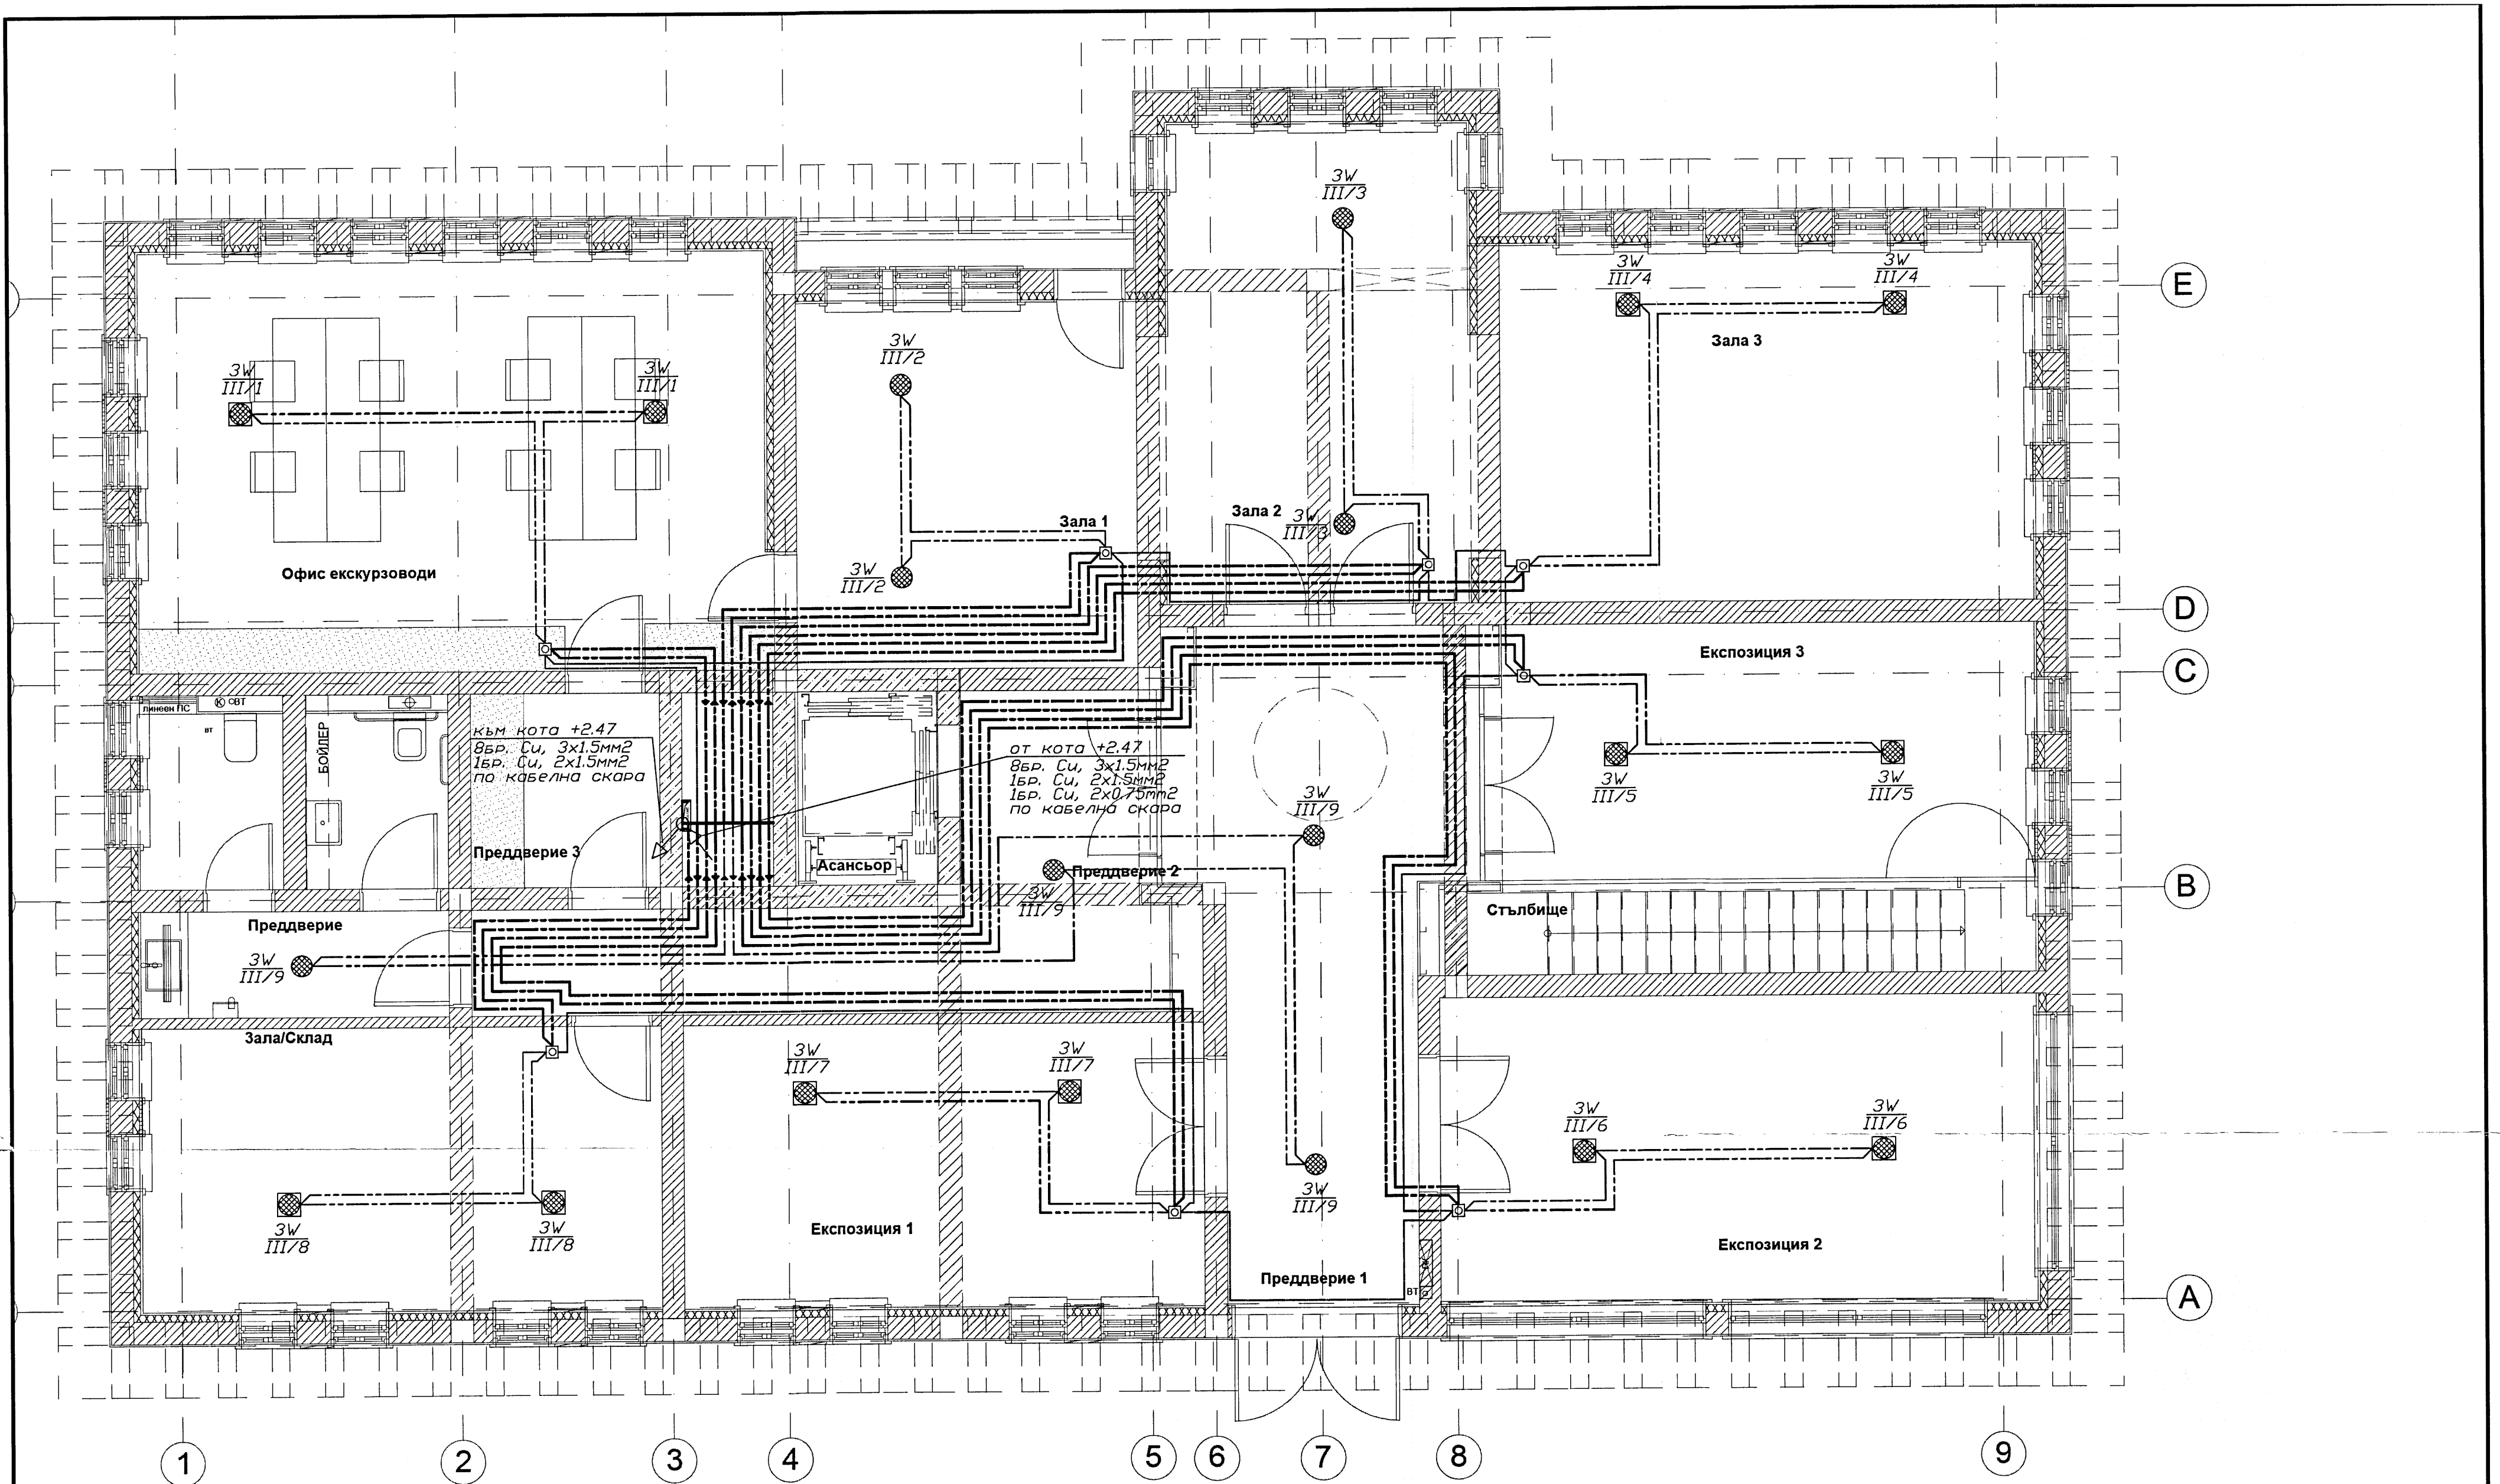 3W
III/3
3W
III/4
3W
III/4
E
Зала 3
3W
III/2
3W
III/1
3W
III/1
Зала 1
Зала 2
3W
III/3
Офис екскурзоводи
3W
III/2
D
Експозиция 3
C
линеен ПС
К
вт
БОЙЛЕР
към кота +2.47
8бр. Cu, 3x1.5мм2
1бр. Cu, 2x1.5мм2
по кабелна скара
от кота +2.47
8бр. Cu, 3x1.5мм2
1бр. Cu, 2x1.5мм2
1бр. Cu, 2x0.75mm2
по кабелна скара
3W
III/5
3W
III/5
3W
III/9
Преддверие 3
Асансьор
Преддверие 2
3W
III/9
B
Стълбище
Преддверие
3W
III/9
Зала/Склад
3W
III/7
3W
III/7
3W
III/6
3W
III/6
3W
III/9
3W
III/8
3W
III/8
Експозиция 1
Експозиция 2
Преддверие 1
ВТ
A
1
2
3
4
5
6
7
8
9